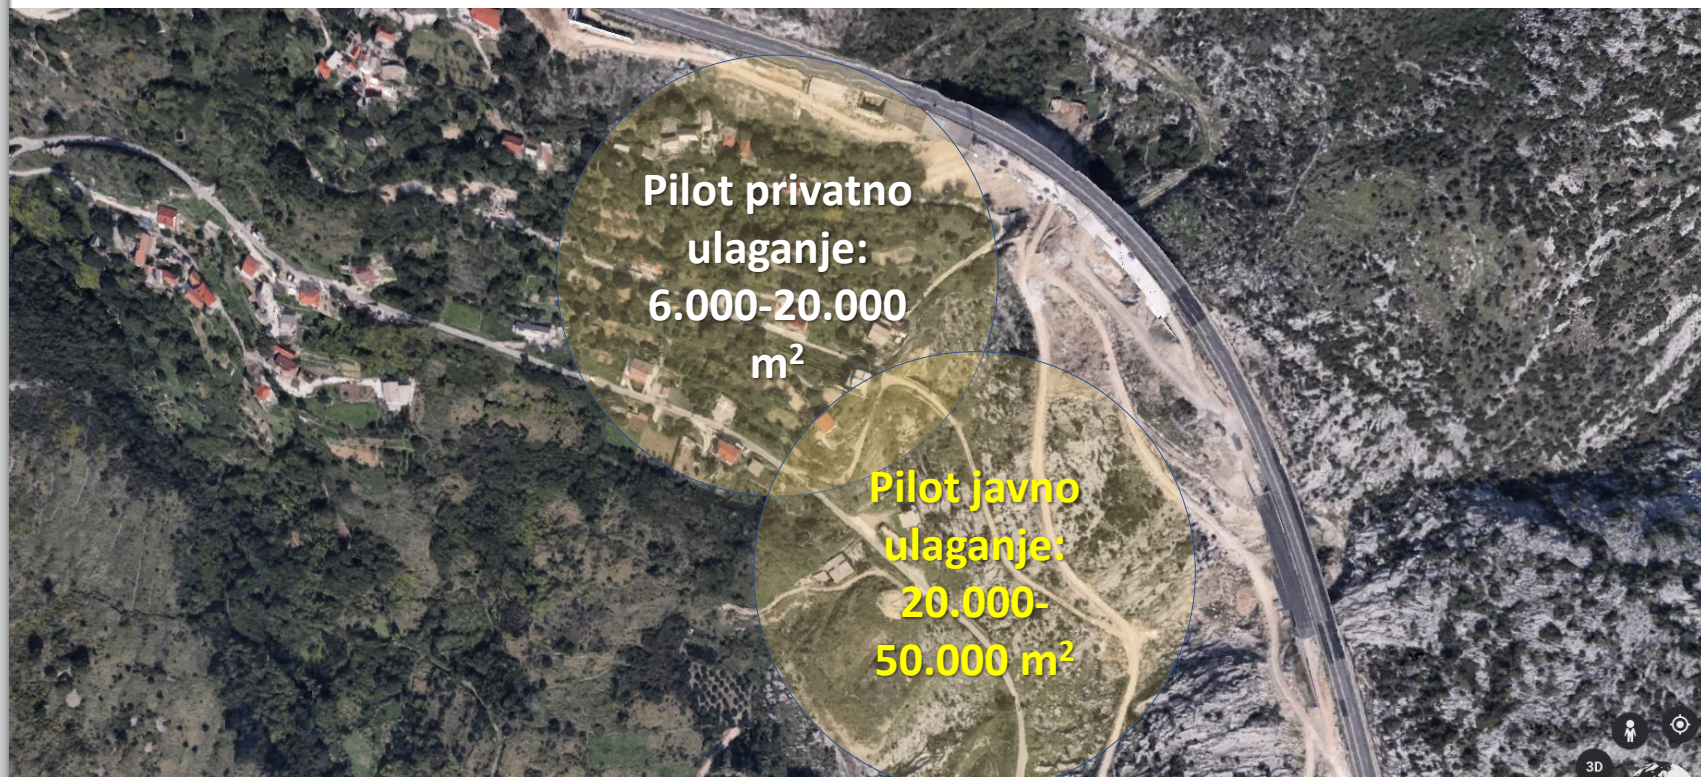 Pilot privatno
ulaganje:
6.000-20.000
m²
Pilot javno
ulaganje:
20.000-
50.000 m²
3D